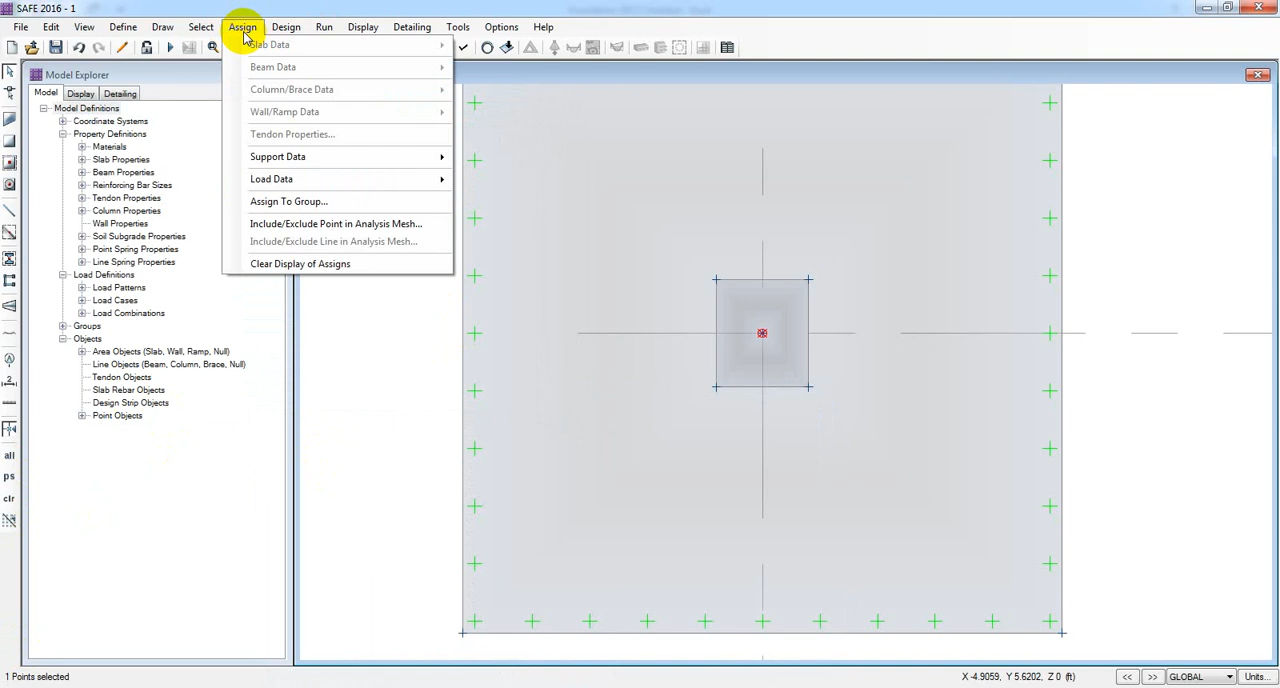 SAFE 2016 - 1
File Edit View Define Draw Select Assign Design Run Display Detailing Tools Options Help
Model Explorer
Model Display Detailing
Model Definitions
Coordinate Systems
Property Definitions
Materials
Slab Properties
Beam Properties
Reinforcing Bar Sizes
Tendon Properties
Column Properties
Wall Properties
Soil Subgrade Properties
Point Spring Properties
Line Spring Properties
Load Definitions
Load Patterns
Load Cases
Load Combinations
Groups
Objects
Area Objects (Slab, Wall, Ramp, Null)
Line Objects (Beam, Column, Brace, Null)
Tendon Objects
Slab Rebar Objects
Design Strip Objects
Point Objects
Slab Data
Beam Data
Column/Brace Data
Wall/Ramp Data
Tendon Properties...
Support Data
Load Data
Assign To Group...
Include/Exclude Point in Analysis Mesh...
Include/Exclude Line in Analysis Mesh...
Clear Display of Assigns
all
ps
clr
1 Points selected
X -4.9059, Y 5.6202, Z 0 (ft)
<< >> GLOBAL Units...